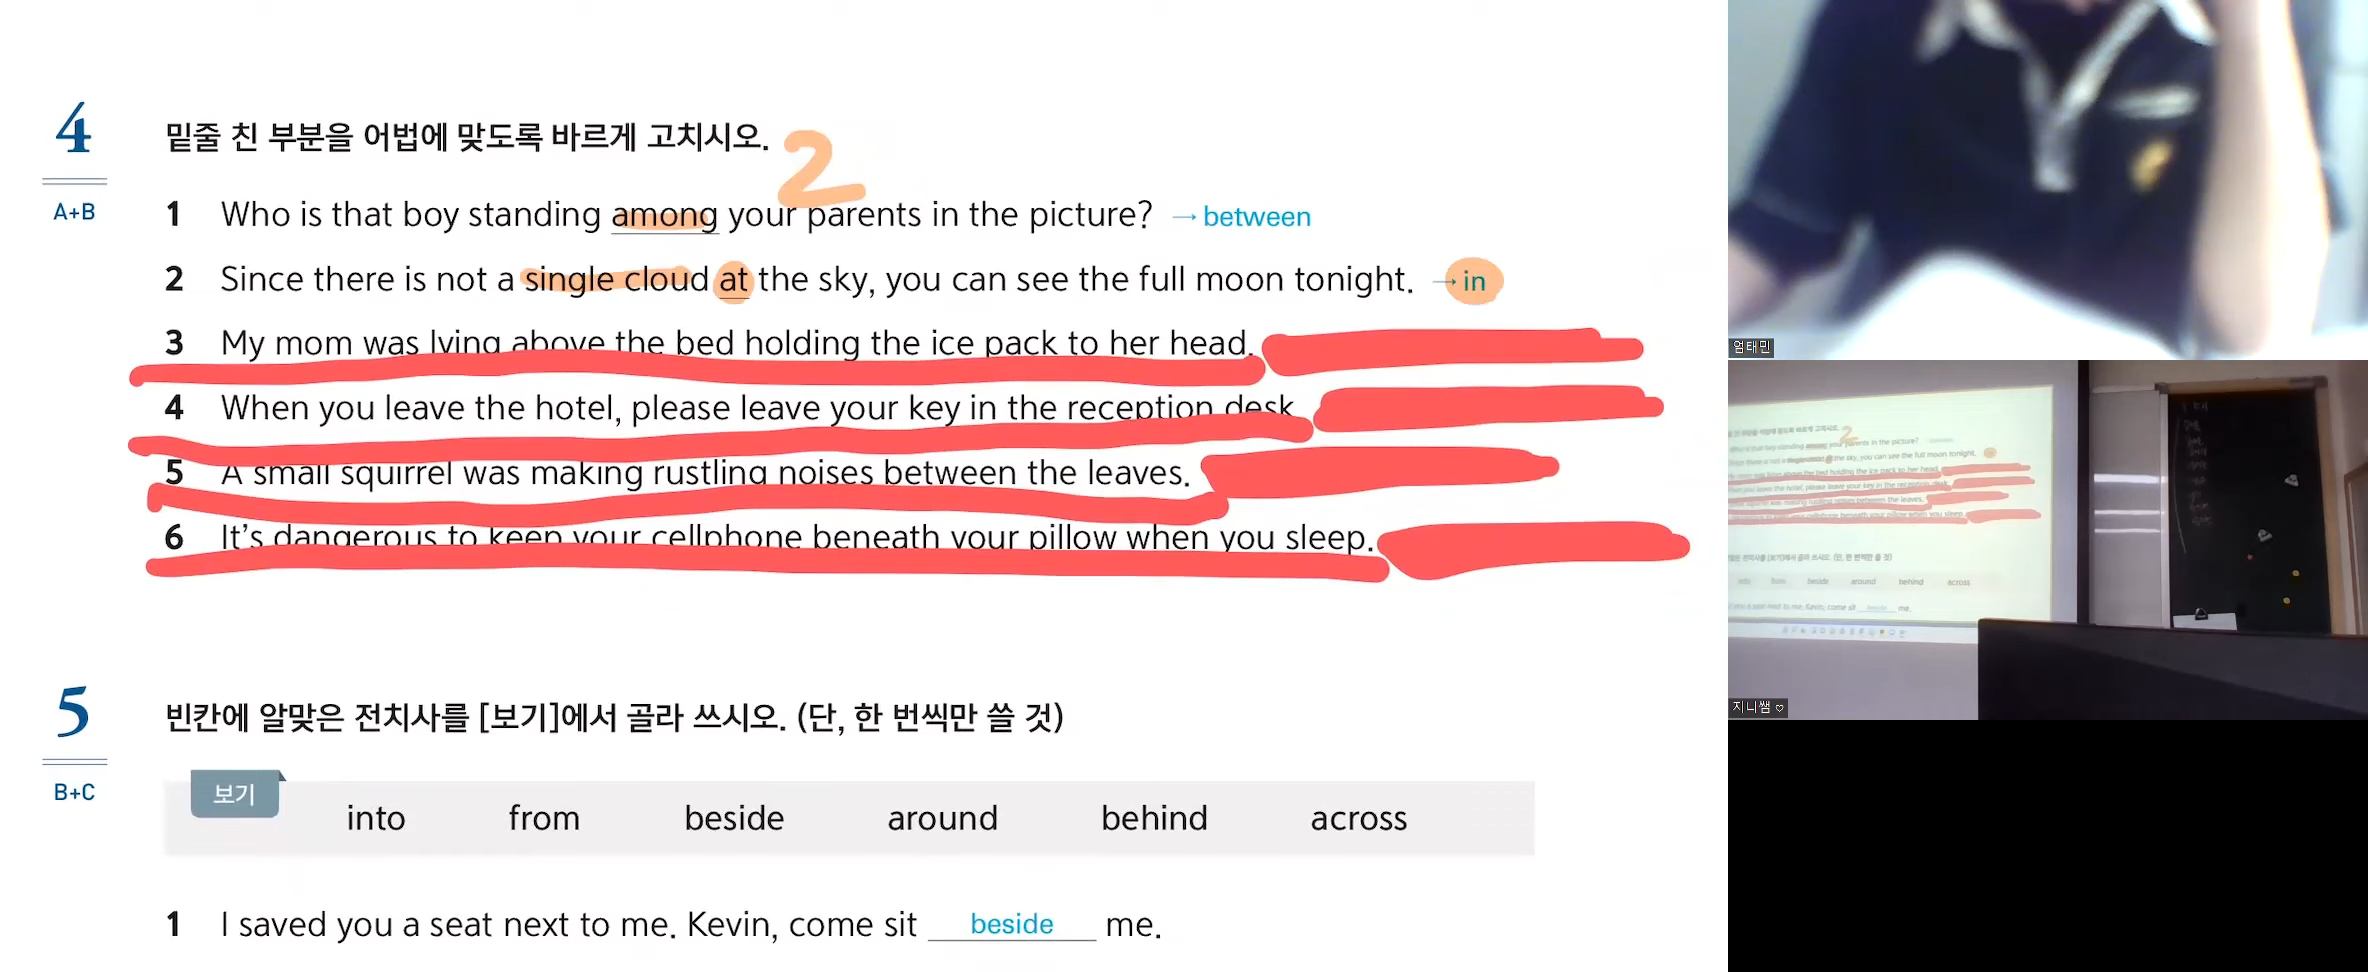 4
밑줄 친 부분을 어법에 맞도록 바르게 고치시오.
2
A+B
1 Who is that boy standing among your parents in the picture? → between
2 Since there is not a single cloud at the sky, you can see the full moon tonight. → in
3 My mom was lying above the bed holding the ice pack to her head.
4 When you leave the hotel, please leave your key in the reception desk
5 A small squirrel was making rustling noises between the leaves.
6 It's dangerous to keep your cellphone beneath your pillow when you sleep.
5
빈칸에 알맞은 전치사를 [보기]에서 골라 쓰시오. (단, 한 번씩만 쓸 것)
B+C
보기
into from beside around behind across
1 I saved you a seat next to me. Kevin, come sit beside me.
엄태민
지니쌤 ♡